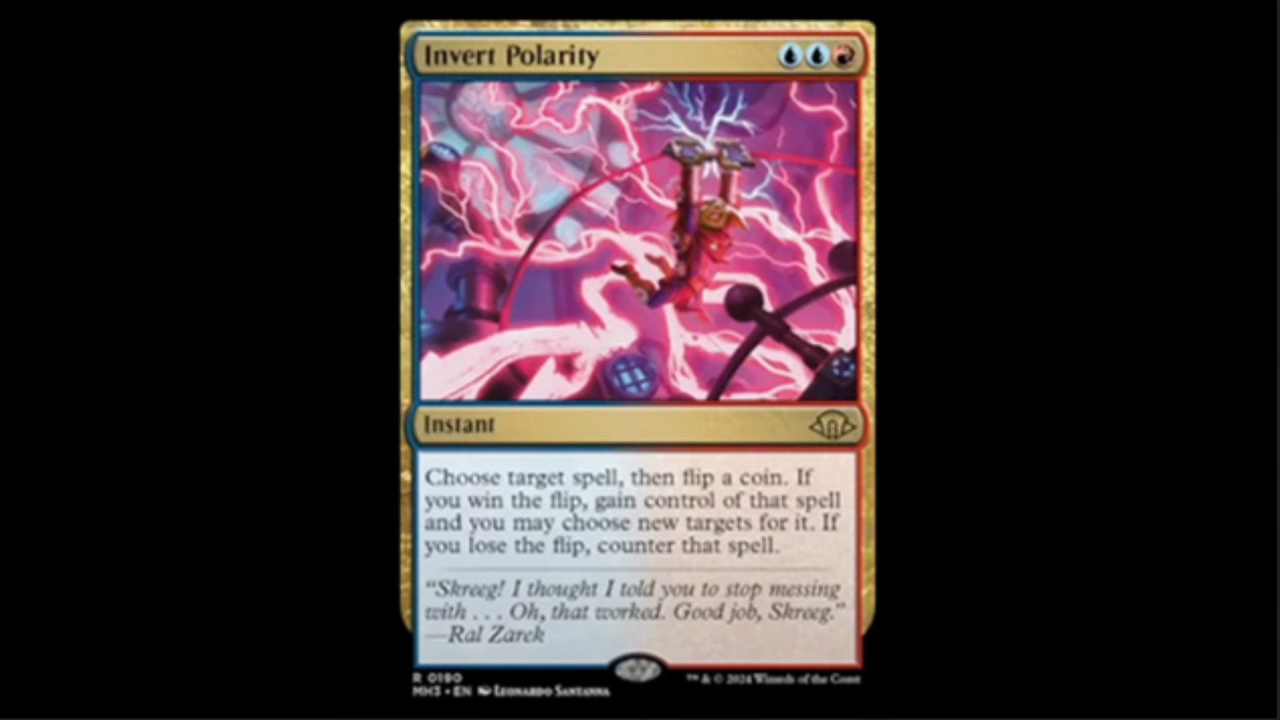 Invert Polarity
Instant
Choose target spell, then flip a coin. If
you win the flip, gain control of that spell
and you may choose new targets for it. If
you lose the flip, counter that spell.
“Skreeg! I thought I told you to stop messing
with . . . Oh, that worked. Good job, Skreeg.”
—Ral Zarek
R 0190
MH3 • EN Leonardo Santanna
™ & © 2024 Wizards of the Coast